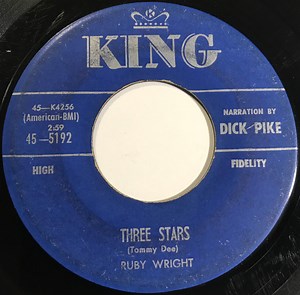 KING
45-K4256
(American-BMI)
2:59
45-5192
NARRATION BY
DICK PIKE
HIGH
FIDELITY
THREE STARS
(Tommy Dee)
RUBY WRIGHT